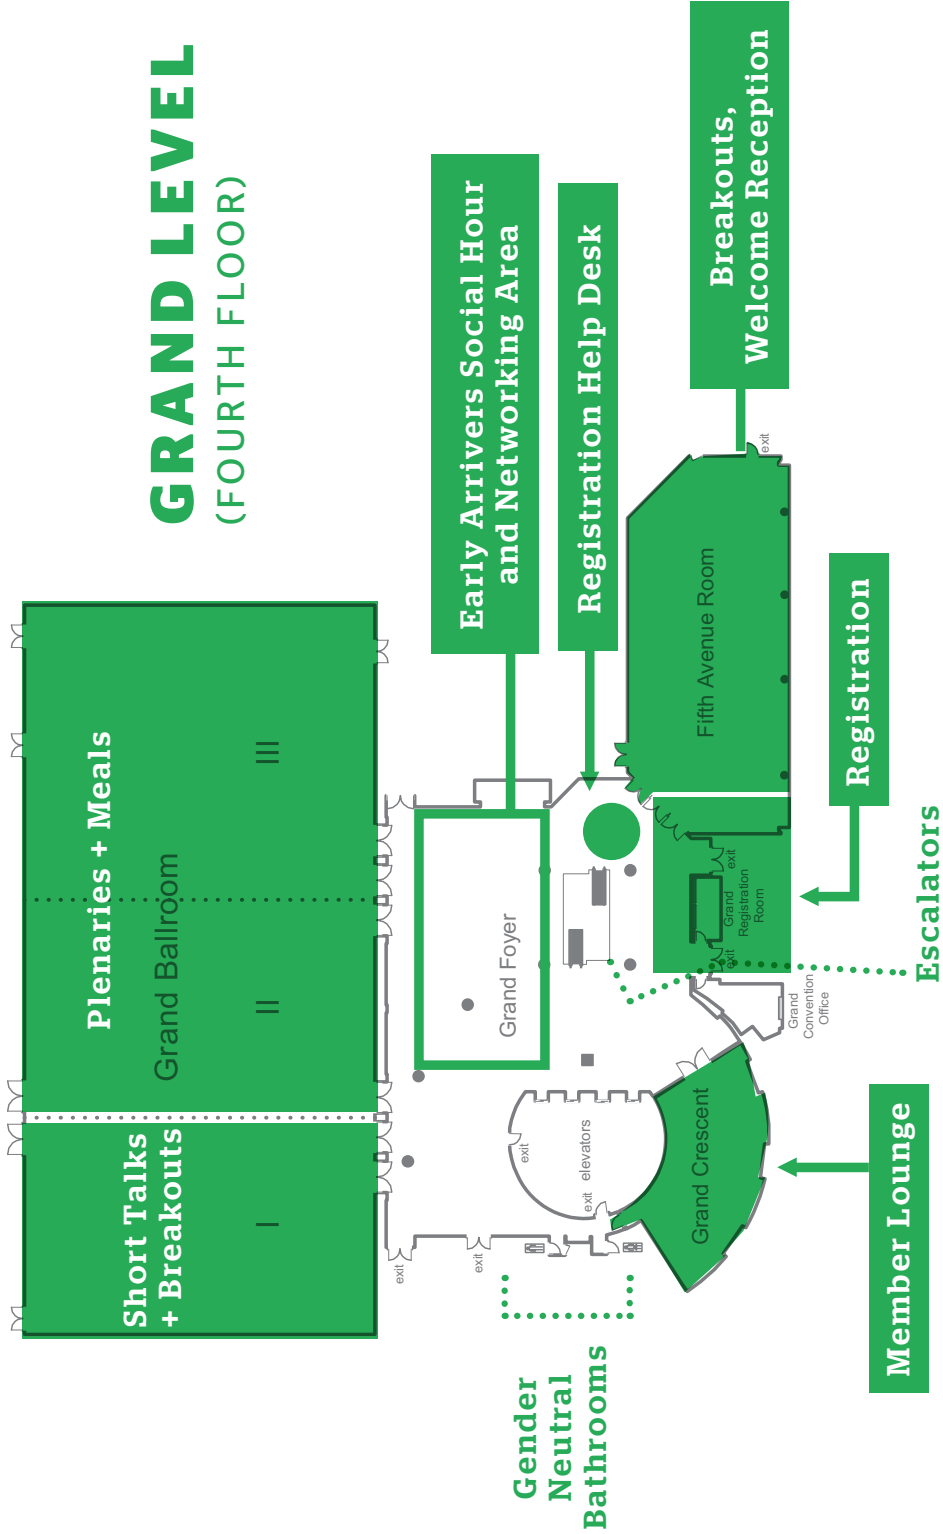 GRAND LEVEL
(FOURTH FLOOR)
Short Talks
+ Breakouts
Plenaries + Meals
Grand Ballroom
I
II
III
Early Arrivers Social Hour
and Networking Area
Registration Help Desk
Breakouts,
Welcome Reception
exit
exit
Grand Foyer
exit
elevators
exit
Gender
Neutral
Bathrooms
Grand Crescent
Grand
Convention
Office
exit
Grand
Registration
Room
exit
Fifth Avenue Room
exit
Member Lounge
Escalators
Registration